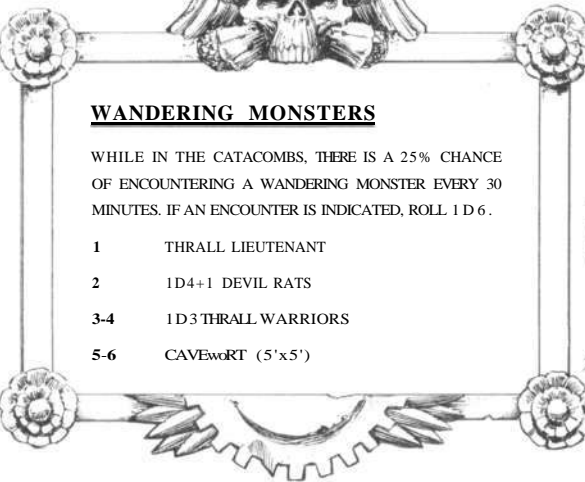 WANDERING MONSTERS
WHILE IN THE CATACOMBS, THERE IS A 25% CHANCE
OF ENCOUNTERING A WANDERING MONSTER EVERY 30
MINUTES. IF AN ENCOUNTER IS INDICATED, ROLL 1D6.
1 THRALL LIEUTENANT
2 1D4+1 DEVIL RATS
3-4 1D3 THRALL WARRIORS
5-6 CAVEwoRT (5'x5')